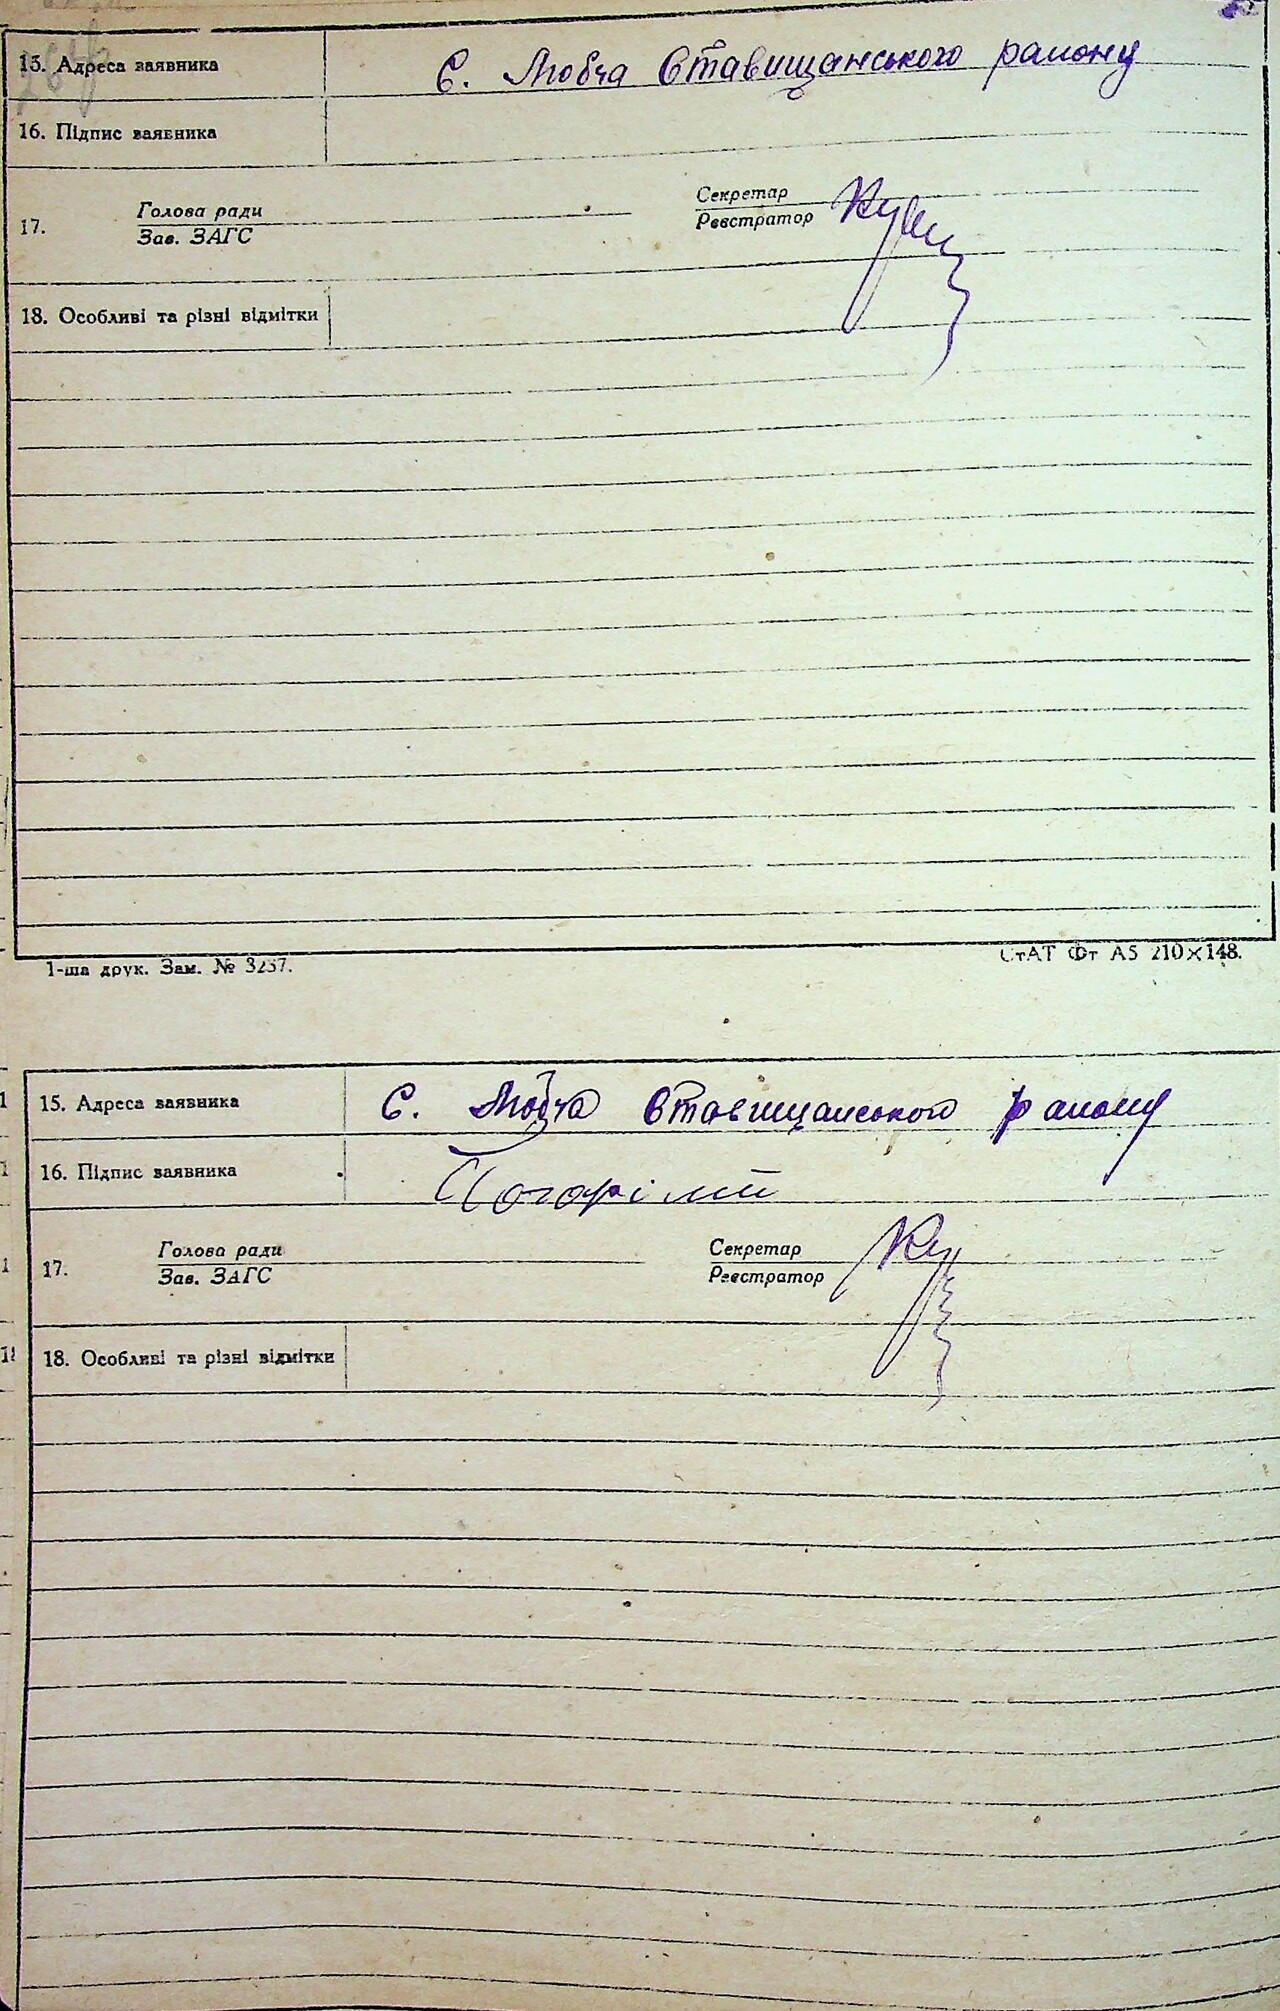 15. Адреса заявника С. Любча Ставищанського району
16. Підпис заявника
Голова ради Секретар
17. Зав. ЗАГС Реєстратор
18. Особливі та різні відмітки
1-ша друк. Зам. № 3237. СтАТ Фт А5 210×148.
15. Адреса заявника С. Любча Ставищанського району
16. Підпис заявника Погорілий
Голова ради Секретар
17. Зав. ЗАГС Реєстратор
18. Особливі та різні відмітки